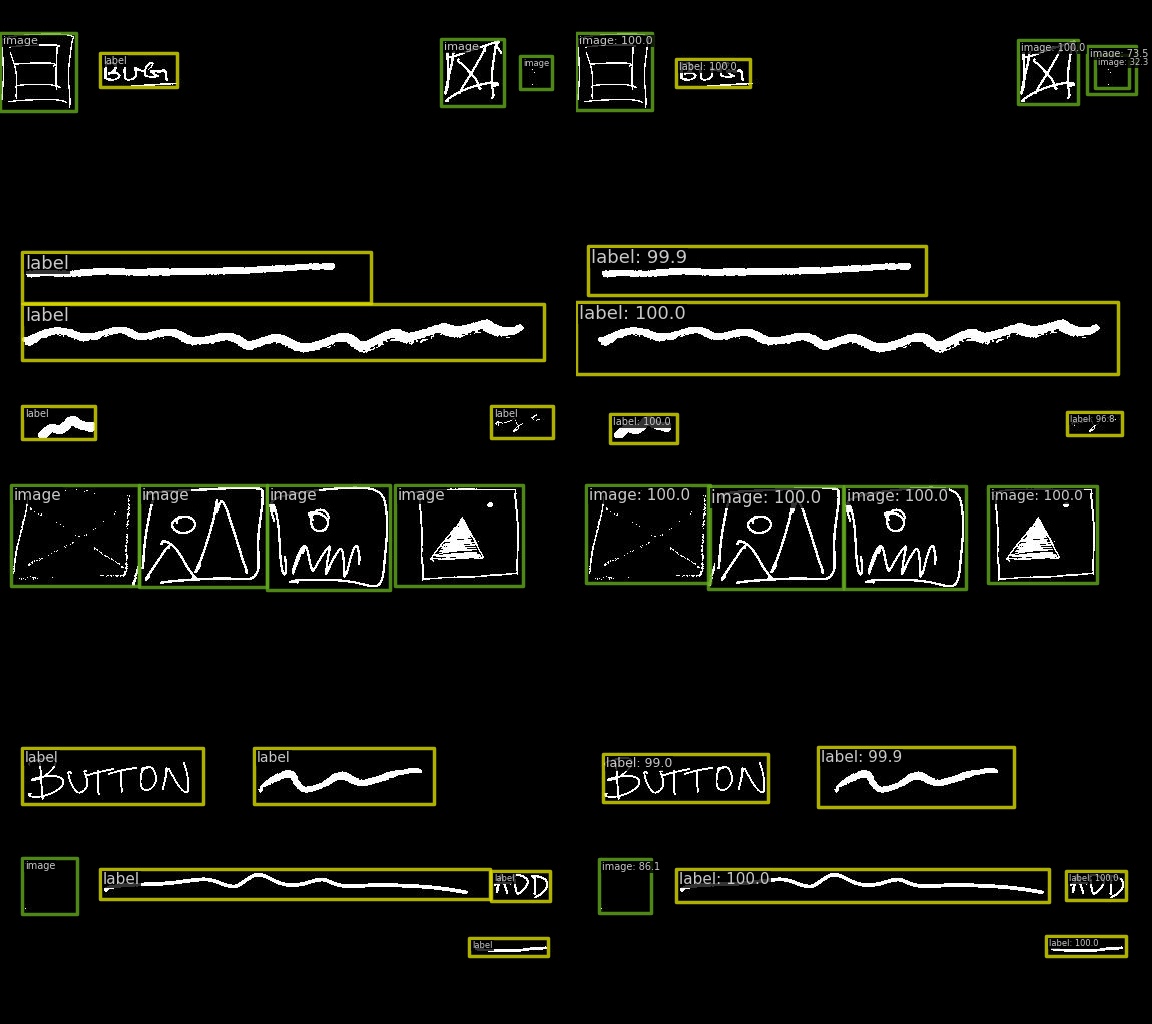 image label BUG image image image: 100.0 label: 100.0 image: 100.0 image: 73.5
image: 32.3
label label: 99.9
label label: 100.0
label label label: 100.0 label: 96.8
image image image image image: 100.0 image: 100.0 image: 100.0 image: 100.0
label label label: 99.0 label: 99.9
BUTTON BUTTON
image label label image: 86.1 label: 100.0 label: 100.0
label label: 100.0